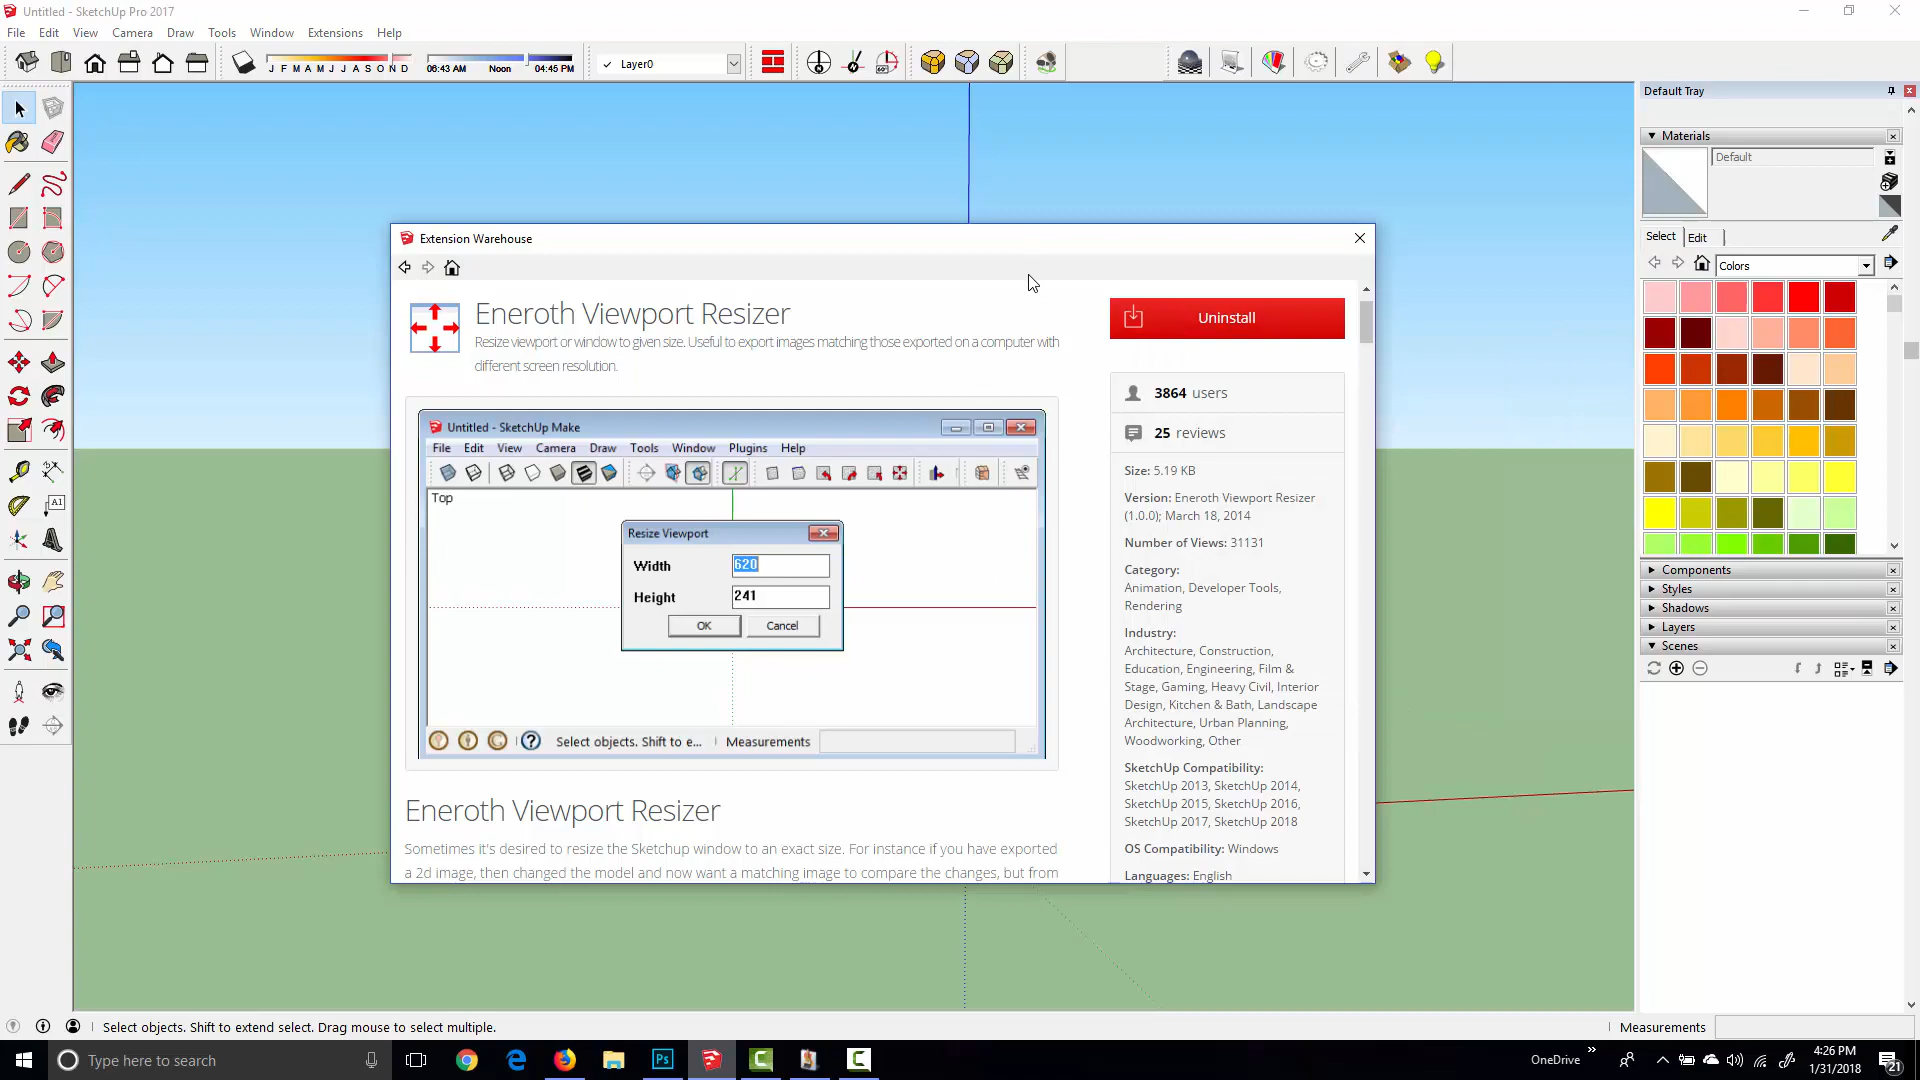 Untitled - SketchUp Pro 2017
File Edit View Camera Draw Tools Window Extensions Help
J F M A M J J A S O N D
06:43 AM Noon 04:45 PM
Layer0
Default Tray
Materials
Default
Select Edit
Colors
Components
Styles
Shadows
Layers
Scenes
Extension Warehouse
Eneroth Viewport Resizer
Resize viewport or window to given size. Useful to export images matching those exported on a computer with
different screen resolution.
Untitled - SketchUp Make
File Edit View Camera Draw Tools Window Plugins Help
Top
Resize Viewport
Width 620
Height 241
OK Cancel
Select objects. Shift to e... Measurements
Eneroth Viewport Resizer
Sometimes it's desired to resize the Sketchup window to an exact size. For instance if you have exported
a 2d image, then changed the model and now want a matching image to compare the changes, but from
Uninstall
3864 users
25 reviews
Size: 5.19 KB
Version: Eneroth Viewport Resizer
(1.0.0); March 18, 2014
Number of Views: 31131
Category:
Animation, Developer Tools,
Rendering
Industry:
Architecture, Construction,
Education, Engineering, Film &
Stage, Gaming, Heavy Civil, Interior
Design, Kitchen & Bath, Landscape
Architecture, Urban Planning,
Woodworking, Other
SketchUp Compatibility:
SketchUp 2013, SketchUp 2014,
SketchUp 2015, SketchUp 2016,
SketchUp 2017, SketchUp 2018
OS Compatibility: Windows
Languages: English
Select objects. Shift to extend select. Drag mouse to select multiple.
Measurements
Type here to search
Ps
OneDrive
4:26 PM
1/31/2018
21